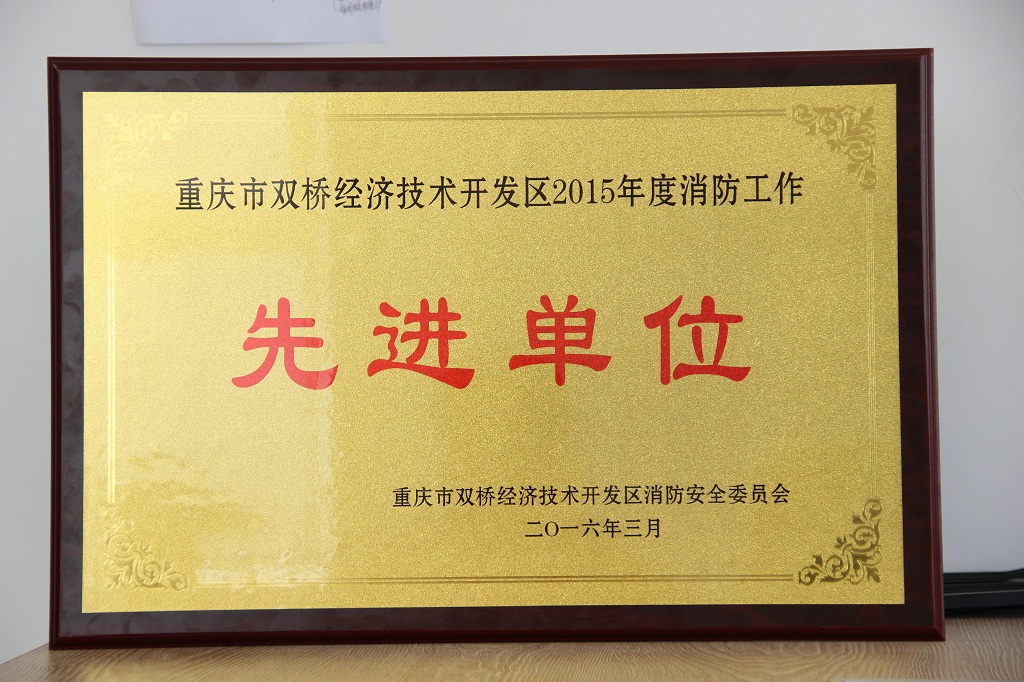 重庆市双桥经济技术开发区2015年度消防工作
先进单位
重庆市双桥经济技术开发区消防安全委员会
二〇一六年三月